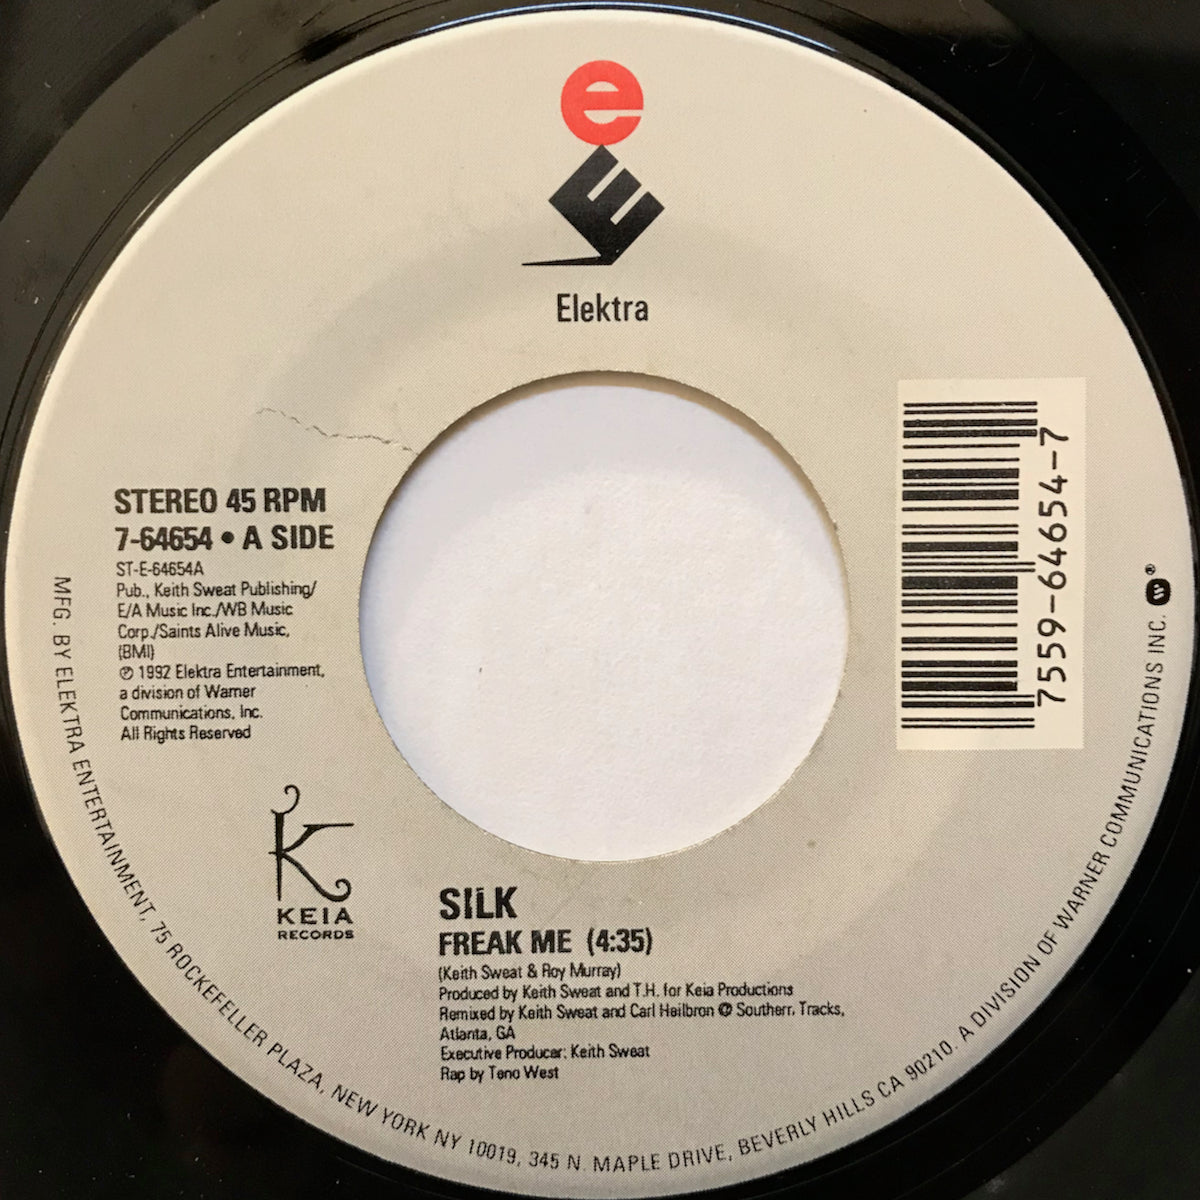 e
E
Elektra
STEREO 45 RPM
7-64654 • A SIDE
ST-E-64654A
Pub., Keith Sweat Publishing/
E/A Music Inc./WB Music
Corp./Saints Alive Music,
(BMI)
℗ 1992 Elektra Entertainment,
a division of Warner
Communications, Inc.
All Rights Reserved
7559-64654-7
K
KEIA
RECORDS
SILK
FREAK ME (4:35)
(Keith Sweat & Roy Murray)
Produced by Keith Sweat and T.H. for Keia Productions
Remixed by Keith Sweat and Carl Heilbron @ Southern Tracks,
Atlanta, GA
Executive Producer: Keith Sweat
Rap by Teno West
MFG. BY ELEKTRA ENTERTAINMENT, 75 ROCKEFELLER PLAZA, NEW YORK NY 10019, 345 N. MAPLE DRIVE, BEVERLY HILLS CA 90210. A DIVISION OF WARNER COMMUNICATIONS INC. ®